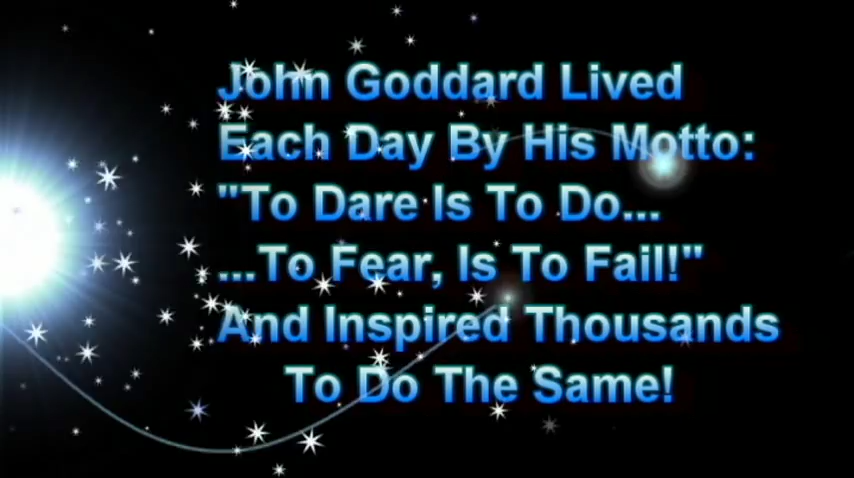 John Goddard Lived
Each Day By His Motto:
"To Dare Is To Do...
...To Fear, Is To Fail!"
And Inspired Thousands
To Do The Same!